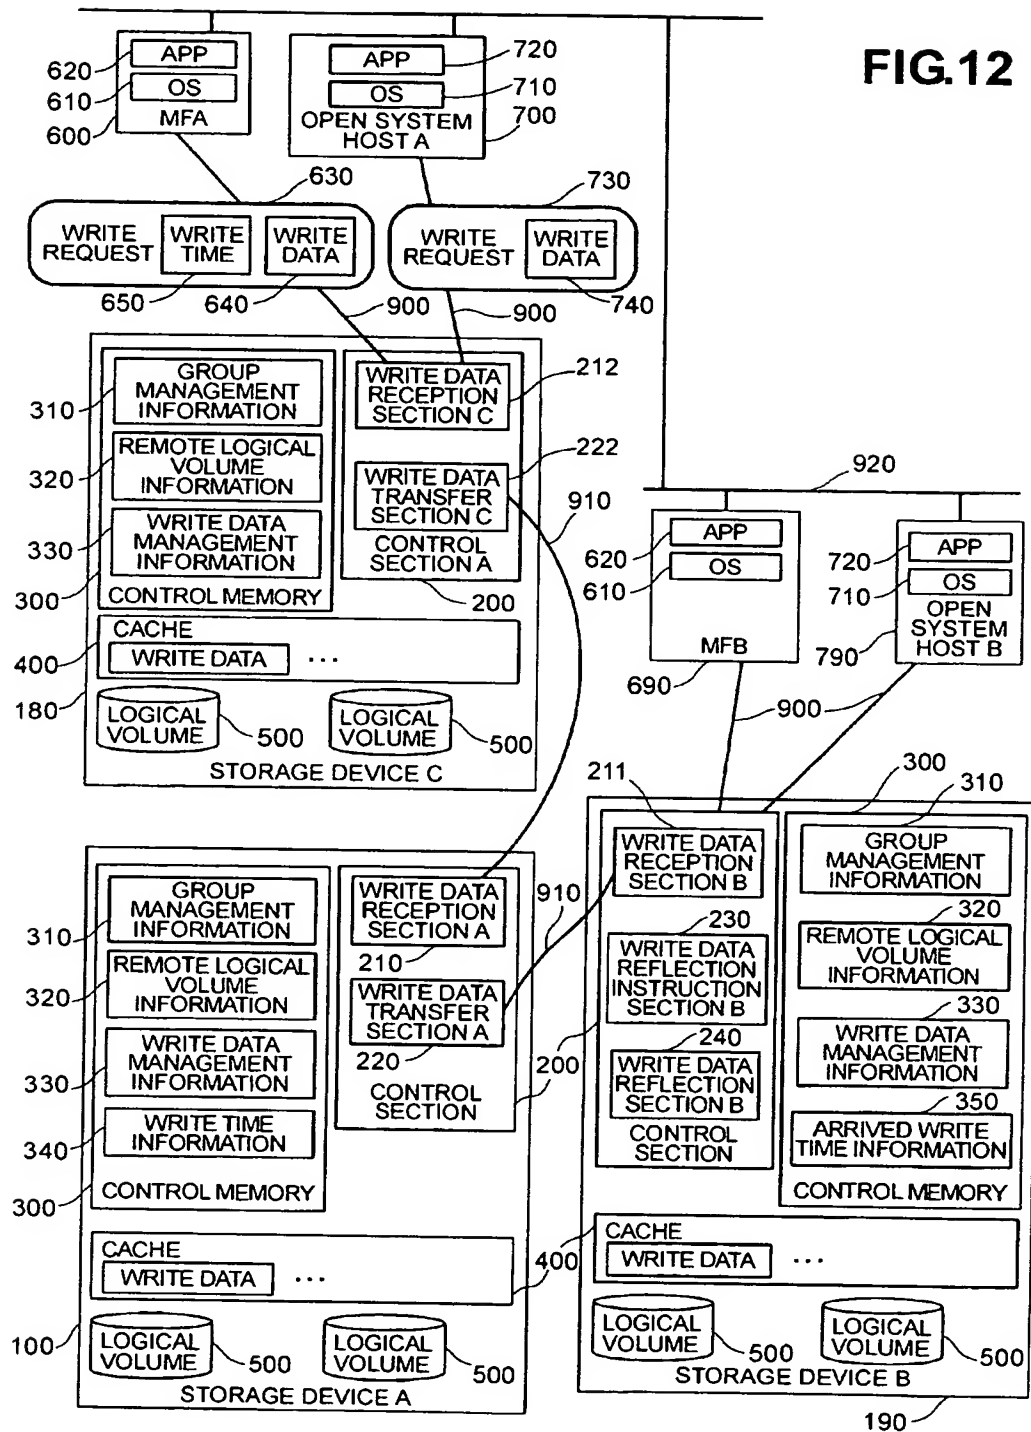 FIG.12
620
APP
610
OS
600
MFA
APP
720
OS
710
OPEN SYSTEM
HOST A
700
630
730
WRITE
REQUEST
WRITE
TIME
WRITE
DATA
WRITE
REQUEST
WRITE
DATA
650
640
900
900
740
GROUP
MANAGEMENT
INFORMATION
310
REMOTE LOGICAL
VOLUME
INFORMATION
320
WRITE DATA
MANAGEMENT
INFORMATION
330
300
CONTROL MEMORY
WRITE DATA
RECEPTION
SECTION C
212
WRITE DATA
TRANSFER
SECTION C
222
CONTROL
SECTION A
200
910
CACHE
WRITE DATA
...
400
180
LOGICAL
VOLUME
500
LOGICAL
VOLUME
500
STORAGE DEVICE C
920
620
APP
610
OS
MFB
690
720
APP
710
OS
OPEN
SYSTEM
HOST B
790
900
GROUP
MANAGEMENT
INFORMATION
310
REMOTE LOGICAL
VOLUME
INFORMATION
320
WRITE DATA
MANAGEMENT
INFORMATION
330
WRITE TIME
INFORMATION
340
300
CONTROL MEMORY
WRITE DATA
RECEPTION
SECTION A
210
WRITE DATA
TRANSFER
SECTION A
220
CONTROL
SECTION
200
910
CACHE
WRITE DATA
...
400
100
LOGICAL
VOLUME
500
LOGICAL
VOLUME
500
STORAGE DEVICE A
211
WRITE DATA
RECEPTION
SECTION B
230
WRITE DATA
REFLECTION
INSTRUCTION
SECTION B
240
WRITE DATA
REFLECTION
SECTION B
CONTROL
SECTION
300
310
GROUP
MANAGEMENT
INFORMATION
320
REMOTE LOGICAL
VOLUME
INFORMATION
330
WRITE DATA
MANAGEMENT
INFORMATION
350
ARRIVED WRITE
TIME INFORMATION
CONTROL MEMORY
CACHE
WRITE DATA
...
LOGICAL
VOLUME
500
LOGICAL
VOLUME
500
STORAGE DEVICE B
190